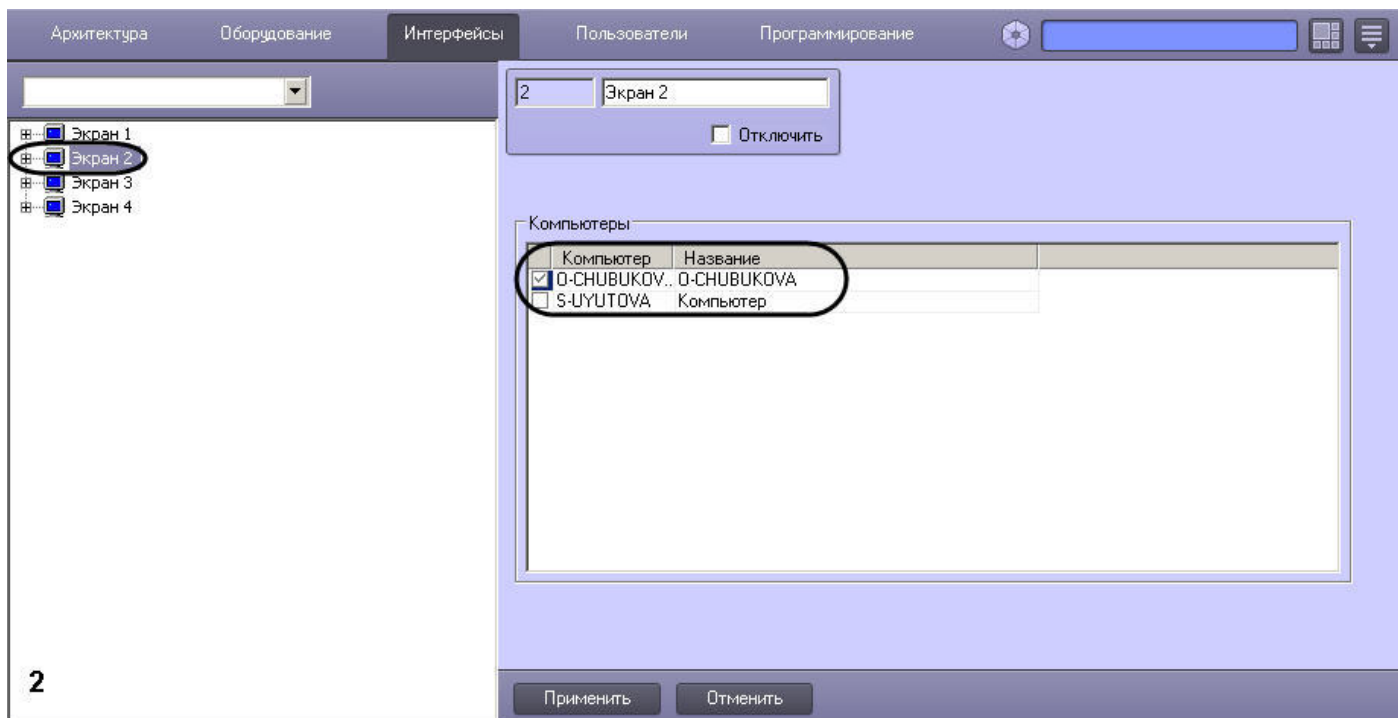 Архитектура Оборудование Интерфейсы Пользователи Программирование
Экран 1
Экран 2
Экран 3
Экран 4
2
2 Экран 2
Отключить
Компьютеры
Компьютер Название
O-CHUBUKOV.. O-CHUBUKOVA
S-UYUTOVA Компьютер
Применить Отменить